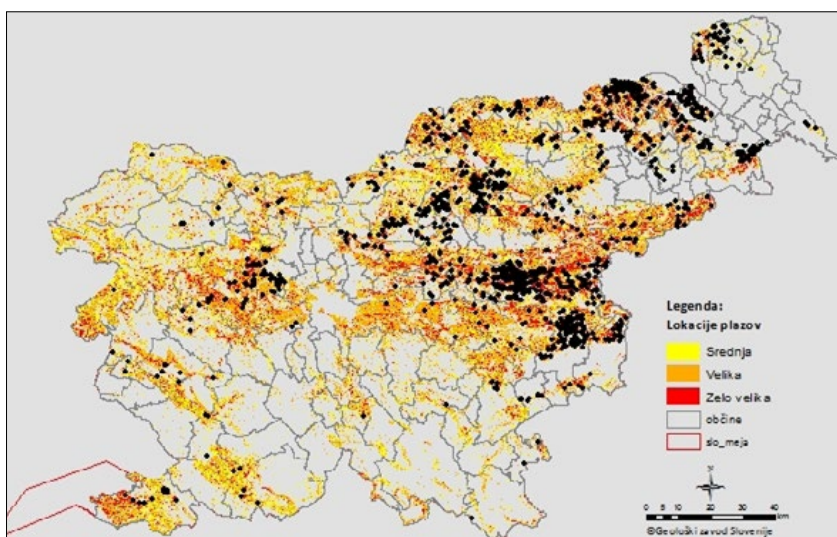 Legenda:
Lokacije plazov
Srednja
Velika
Zelo velika
občine
slo_meja
0 5 10 20 30 40
km
©Geološki zavod Slovenije